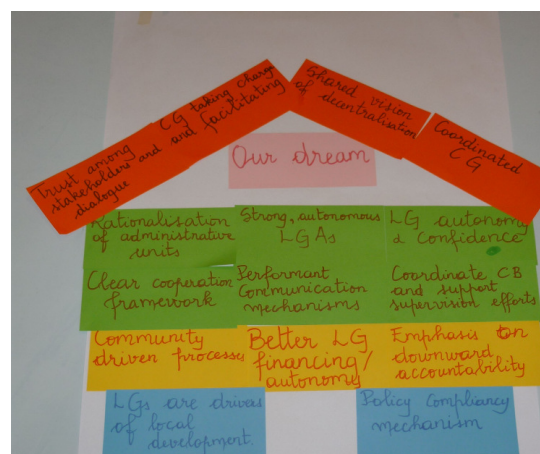 Trust among
stakeholders and
dialogue
CG taking charge
and facilitating
Shared vision
of decentralisation
Coordinated
CG
Our dream
Rationalisation
of administrative
units
Strong, autonomous
LGAs
LG autonomy
& confidence
Clear cooperation
framework
Performant
Communication
mechanisms
Coordinate CB
and support
supervision efforts
Community
driven processes
Better LG
financing/
autonomy
Emphasis on
downward
accountability
LGs are drivers
of local
development.
Policy Compliancy
mechanism